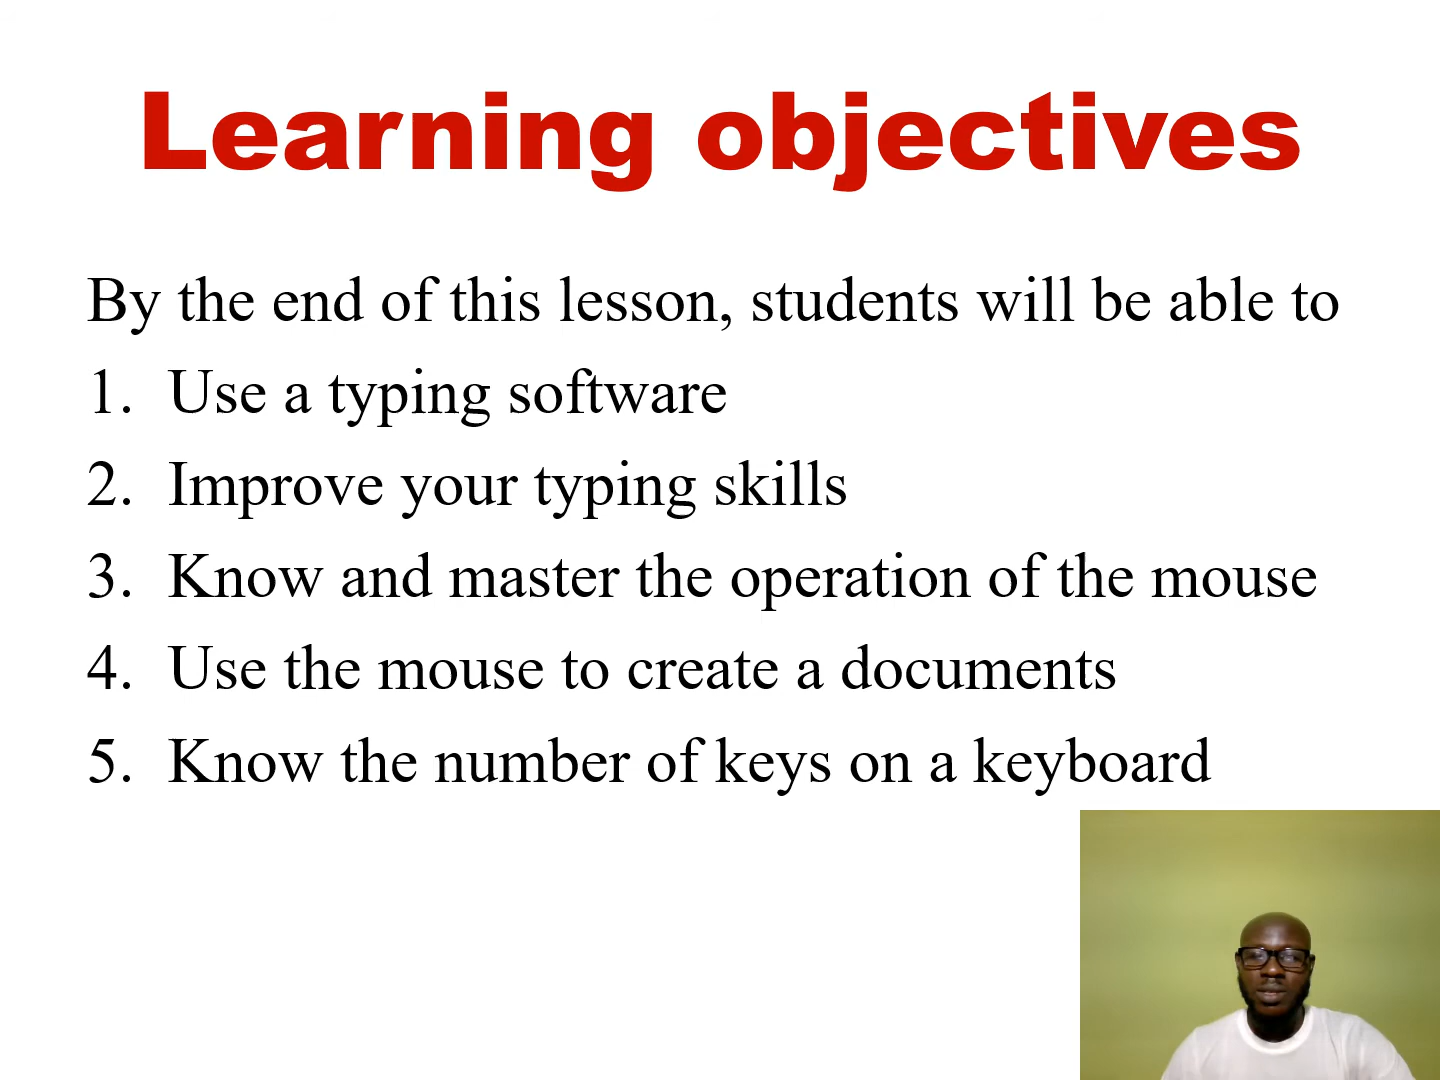 Learning objectives
By the end of this lesson, students will be able to
1. Use a typing software
2. Improve your typing skills
3. Know and master the operation of the mouse
4. Use the mouse to create a documents
5. Know the number of keys on a keyboard